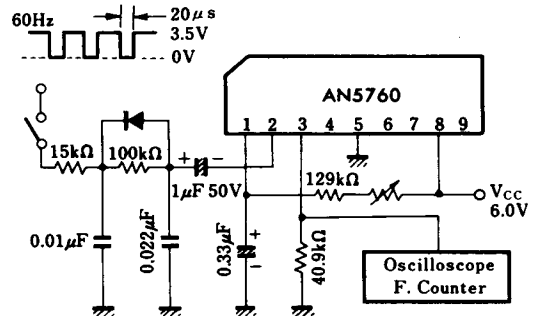 20μs
60Hz
3.5V
0V
AN5760
1 2 3 4 5 6 7 8 9
15kΩ
100kΩ
+ -
1μF 50V
129kΩ
VCC
6.0V
0.01μF
0.022μF
0.33μF
+
-
40.9kΩ
Oscilloscope
F. Counter